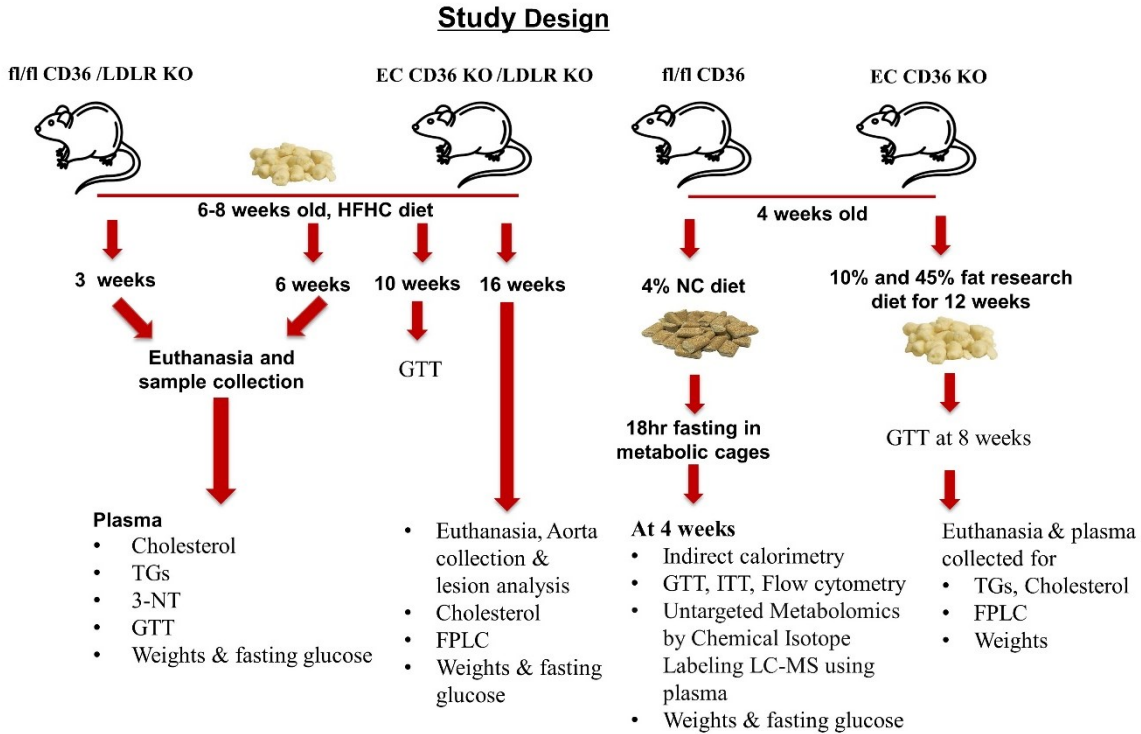 Study Design
fl/fl CD36 /LDLR KO
EC CD36 KO /LDLR KO
fl/fl CD36
EC CD36 KO
6-8 weeks old, HFHC diet
4 weeks old
3 weeks
6 weeks
10 weeks
16 weeks
4% NC diet
10% and 45% fat research
diet for 12 weeks
Euthanasia and
sample collection
GTT
18hr fasting in
metabolic cages
GTT at 8 weeks
Plasma
• Cholesterol
• TGs
• 3-NT
• GTT
• Weights & fasting glucose
• Euthanasia, Aorta
collection &
lesion analysis
• Cholesterol
• FPLC
• Weights & fasting
glucose
At 4 weeks
• Indirect calorimetry
• GTT, ITT, Flow cytometry
• Untargeted Metabolomics
by Chemical Isotope
Labeling LC-MS using
plasma
• Weights & fasting glucose
Euthanasia & plasma
collected for
• TGs, Cholesterol
• FPLC
• Weights